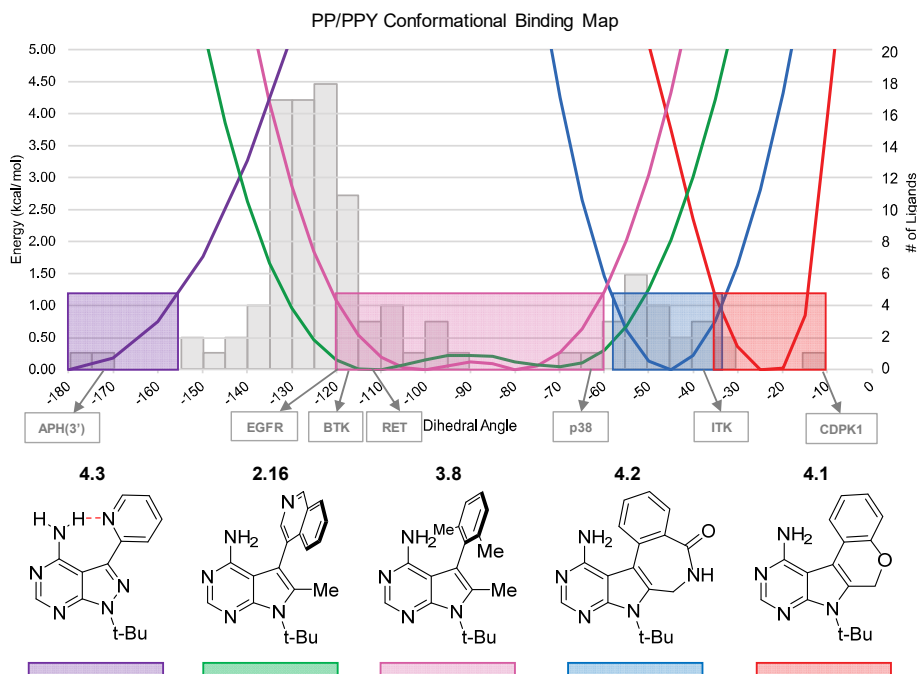 PP/PPY Conformational Binding Map
5.00
4.50
4.00
3.50
3.00
2.50
2.00
1.50
1.00
0.50
0.00
Energy (kcal/mol)
20
18
16
14
12
10
8
6
4
2
0
# of Ligands
-180 -170 -160 -150 -140 -130 -120 -110 -100 -90 -80 -70 -60 -50 -40 -30 -20 -10 0
Dihedral Angle
APH(3') EGFR BTK RET p38 ITK CDPK1
4.3 2.16 3.8 4.2 4.1
H H N
N
N N N
N
t-Bu
N
NH2
N Me
N N
t-Bu
Me
NH2 Me
N Me
N N
t-Bu
NH2 O
N NH
N N
t-Bu
NH2
N O
N N
t-Bu